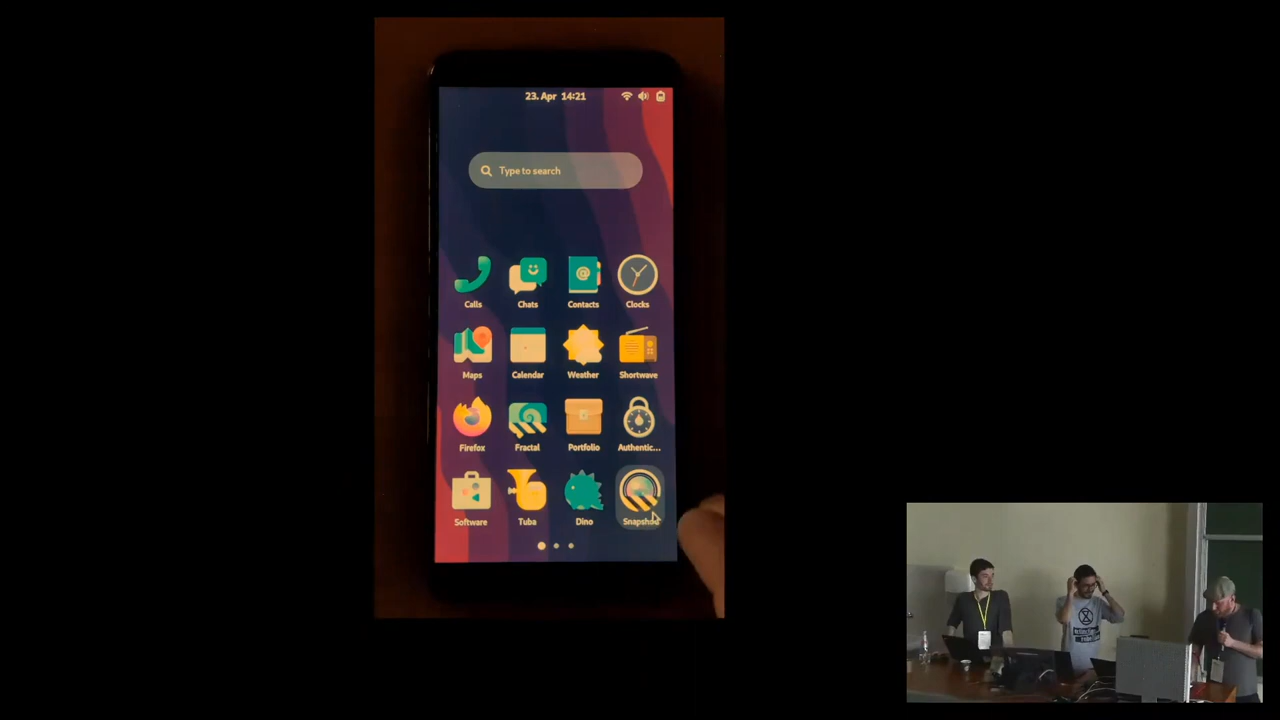 23. Apr 14:21
Type to search
Calls Chats Contacts Clocks
Maps Calendar Weather Shortwave
Firefox Fractal Portfolio Authentic...
Software Tuba Dino Snapshot